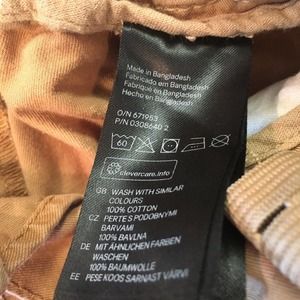 Made in Bangladesh
Fabricado em Bangladesh
Fabriqué en Bangladesh
Hecho en Bangladesh
O/N 671953
P/N 0308640 2
60
clevercare.info
GB WASH WITH SIMILAR
COLOURS
100% COTTON
CZ PERTE S PODOBNÝMI
BARVAMI
100% BAVLNA
DE MIT ÄHNLICHEN FARBEN
WASCHEN
100% BAUMWOLLE
EE PESE KOOS SARNAST VÄRVI